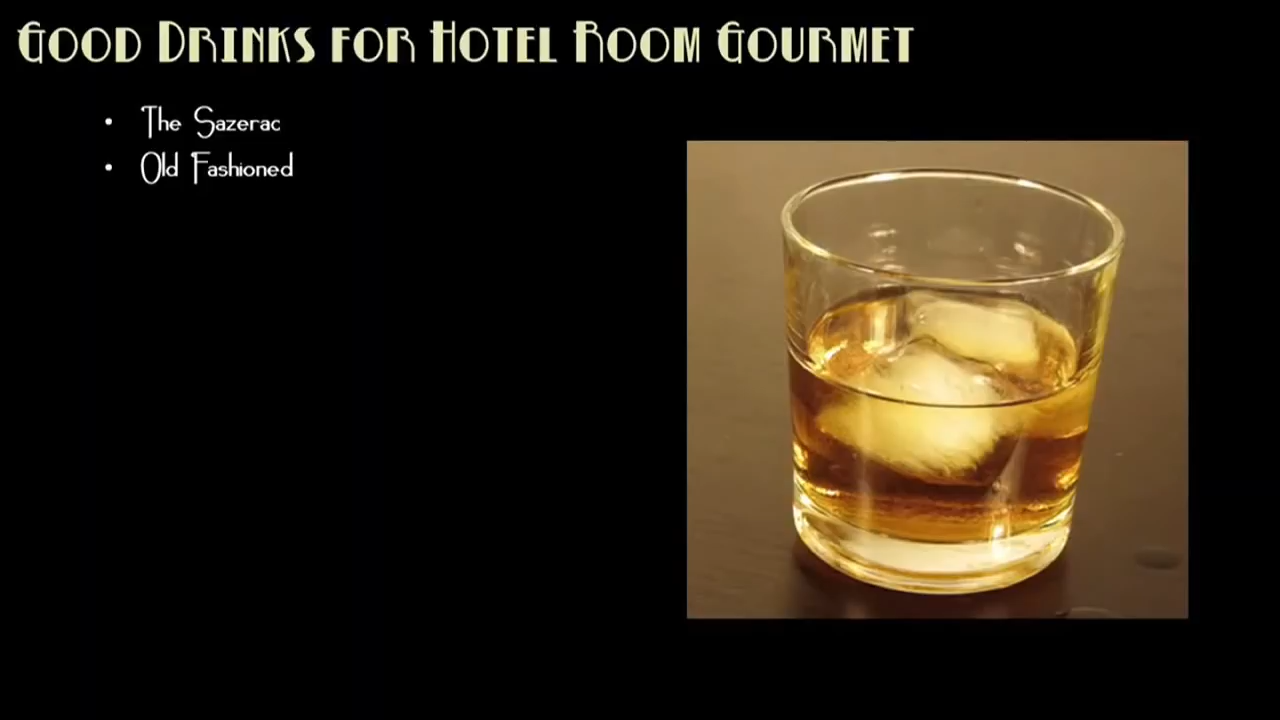 Good Drinks for Hotel Room Gourmet
• The Sazerac
• Old Fashioned